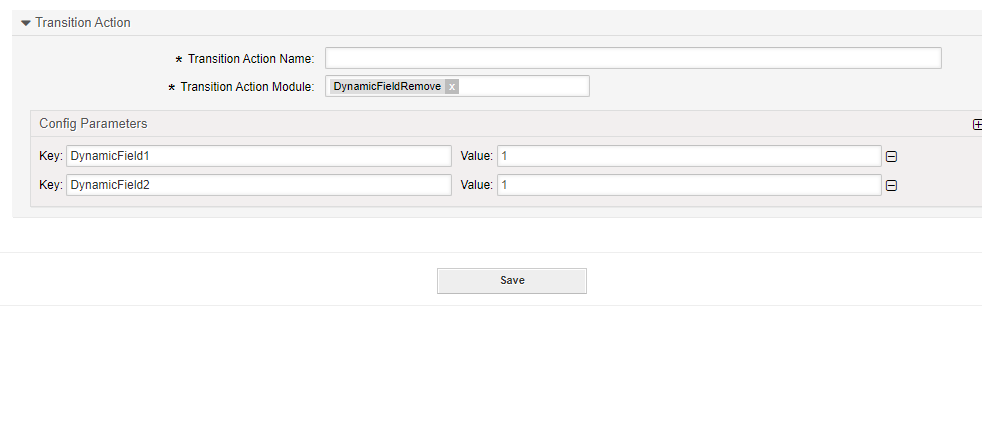 Transition Action
* Transition Action Name:
* Transition Action Module: DynamicFieldRemove x
Config Parameters
Key: DynamicField1 Value: 1
Key: DynamicField2 Value: 1
Save